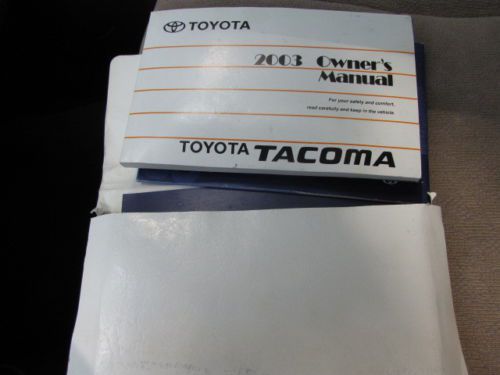 TOYOTA
2003 Owner's
Manual
For your safety and comfort,
read carefully and keep in the vehicle.
TOYOTA TACOMA